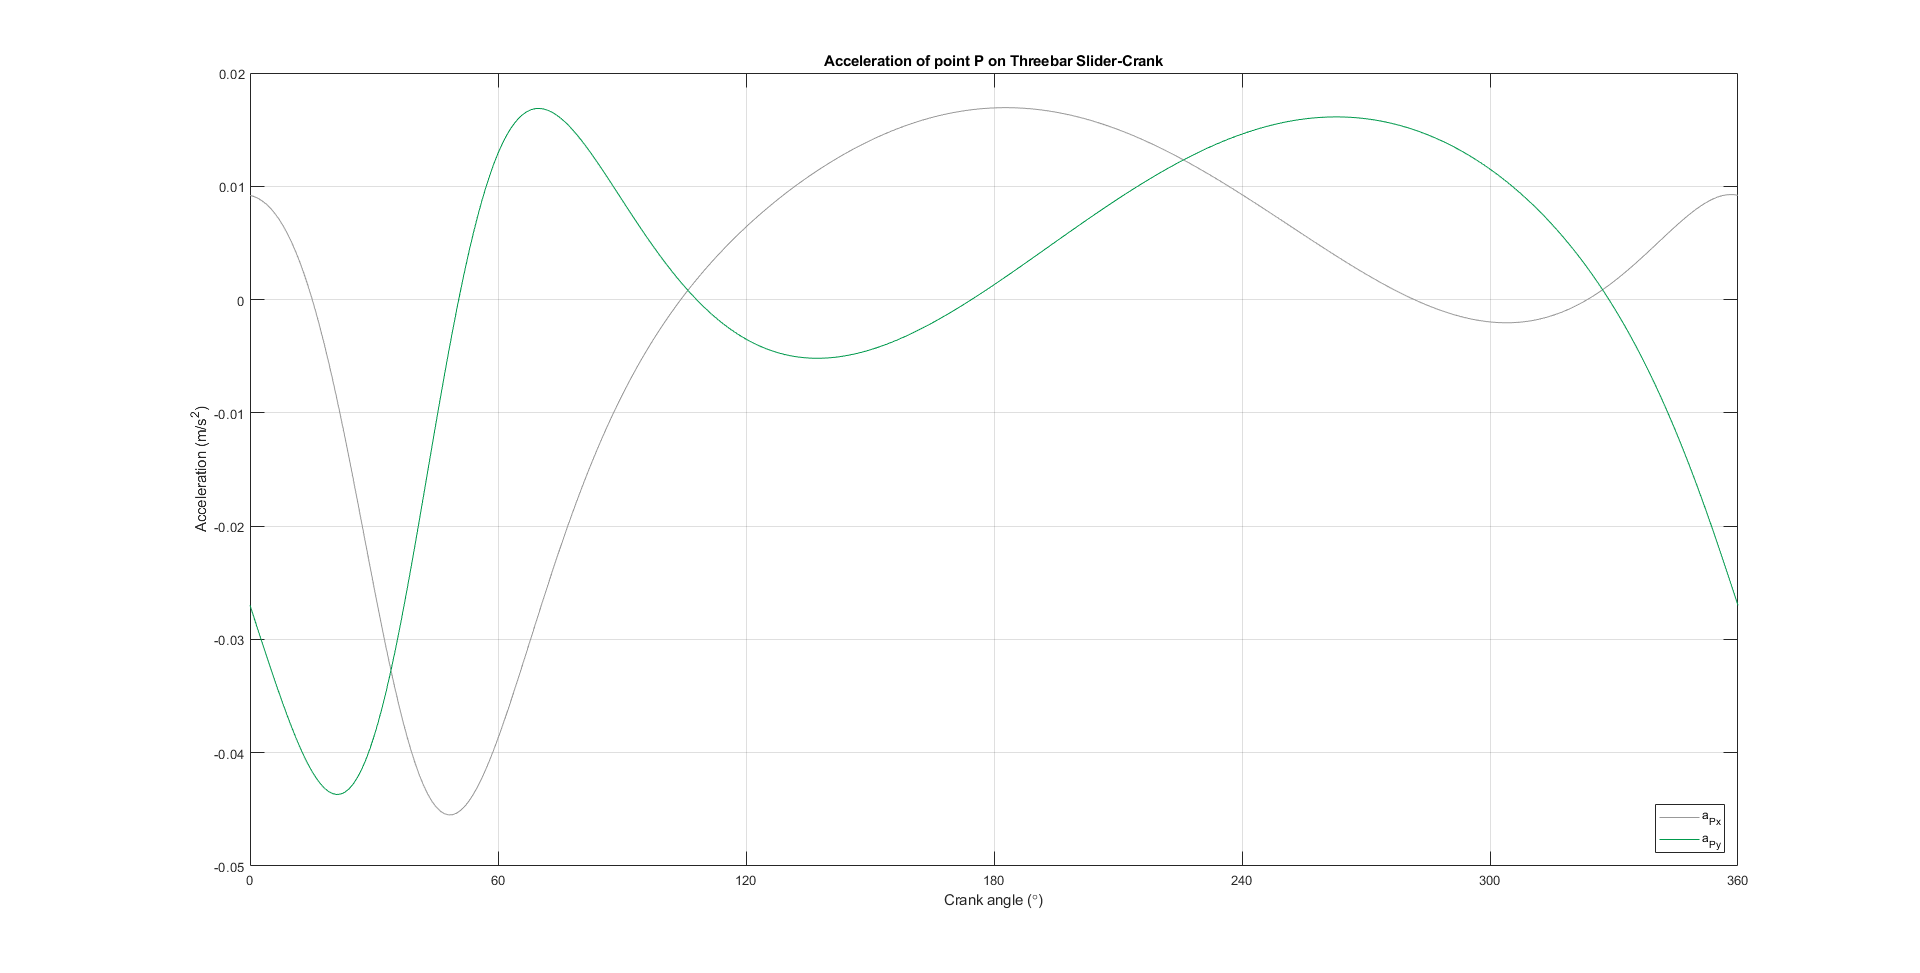 Acceleration of point P on Threebar Slider-Crank
0.02
0.01
0
-0.01
-0.02
-0.03
-0.04
-0.05
Acceleration (m/s²)
0 60 120 180 240 300 360
Crank angle (°)
aPx
aPy